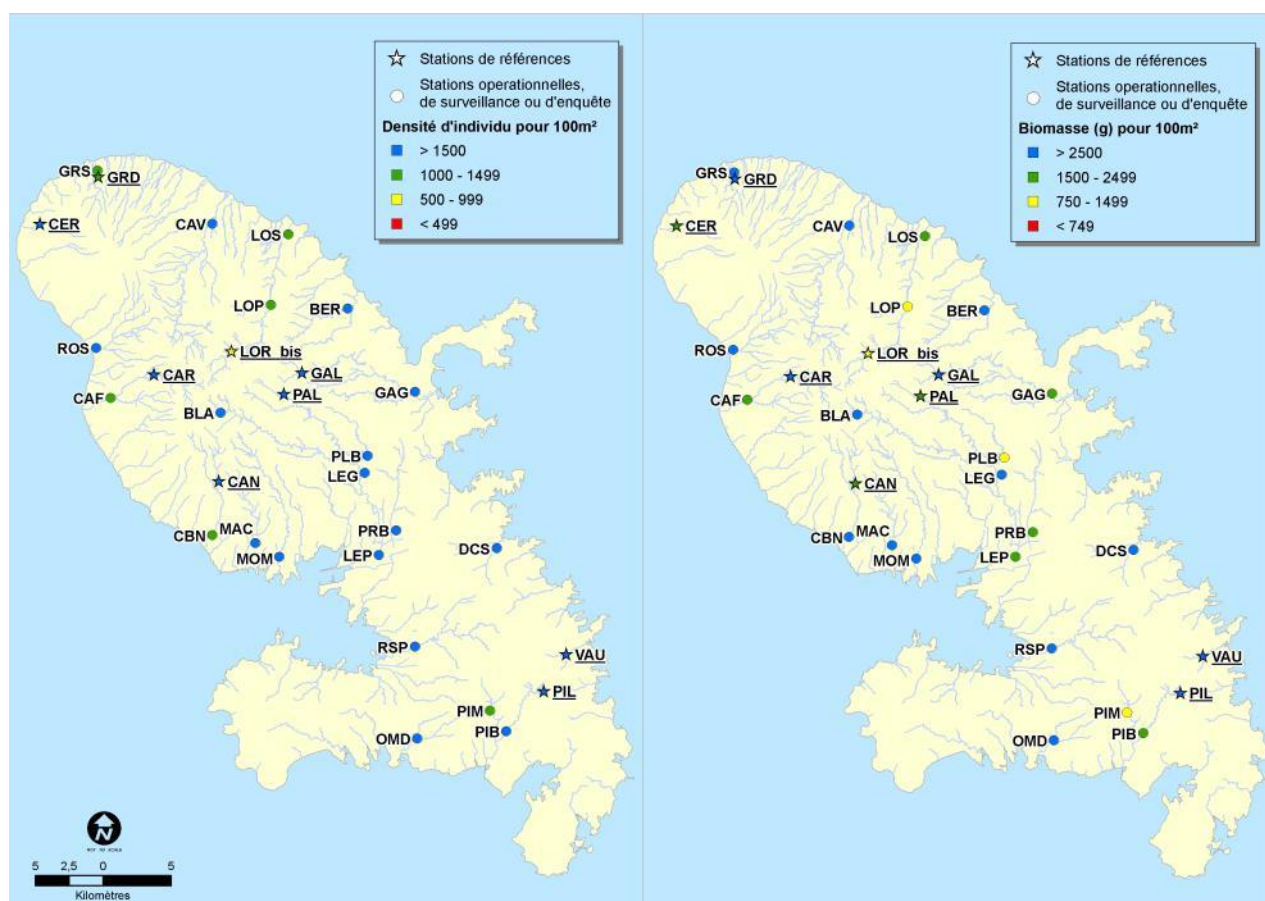 Stations de références
Stations operationnelles,
de surveillance ou d'enquête
Densité d'individu pour 100m²
> 1500
1000 - 1499
500 - 999
< 499
GRS
GRD
CER
CAV
LOS
LOP
BER
ROS
LOR_bis
CAR
GAL
CAF
PAL
GAG
BLA
PLB
LEG
CAN
CBN
MAC
PRB
MOM
LEP
DCS
RSP
VAU
PIL
PIM
PIB
OMD
N
5 2,5 0 5
Kilomètres
Stations de références
Stations operationnelles,
de surveillance ou d'enquête
Biomasse (g) pour 100m²
> 2500
1500 - 2499
750 - 1499
< 749
GRS
GRD
CER
CAV
LOS
LOP
BER
ROS
LOR_bis
CAR
GAL
CAF
PAL
GAG
BLA
PLB
LEG
CAN
CBN
MAC
PRB
MOM
LEP
DCS
RSP
VAU
PIL
PIM
PIB
OMD